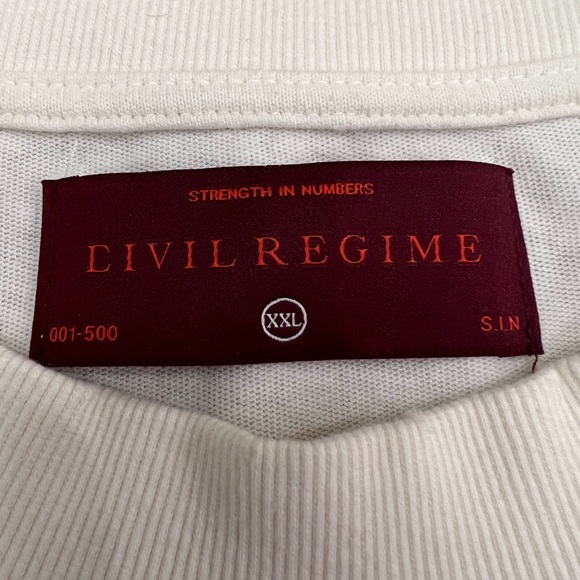 STRENGTH IN NUMBERS
CIVIL REGIME
XXL
001-500 S.I.N